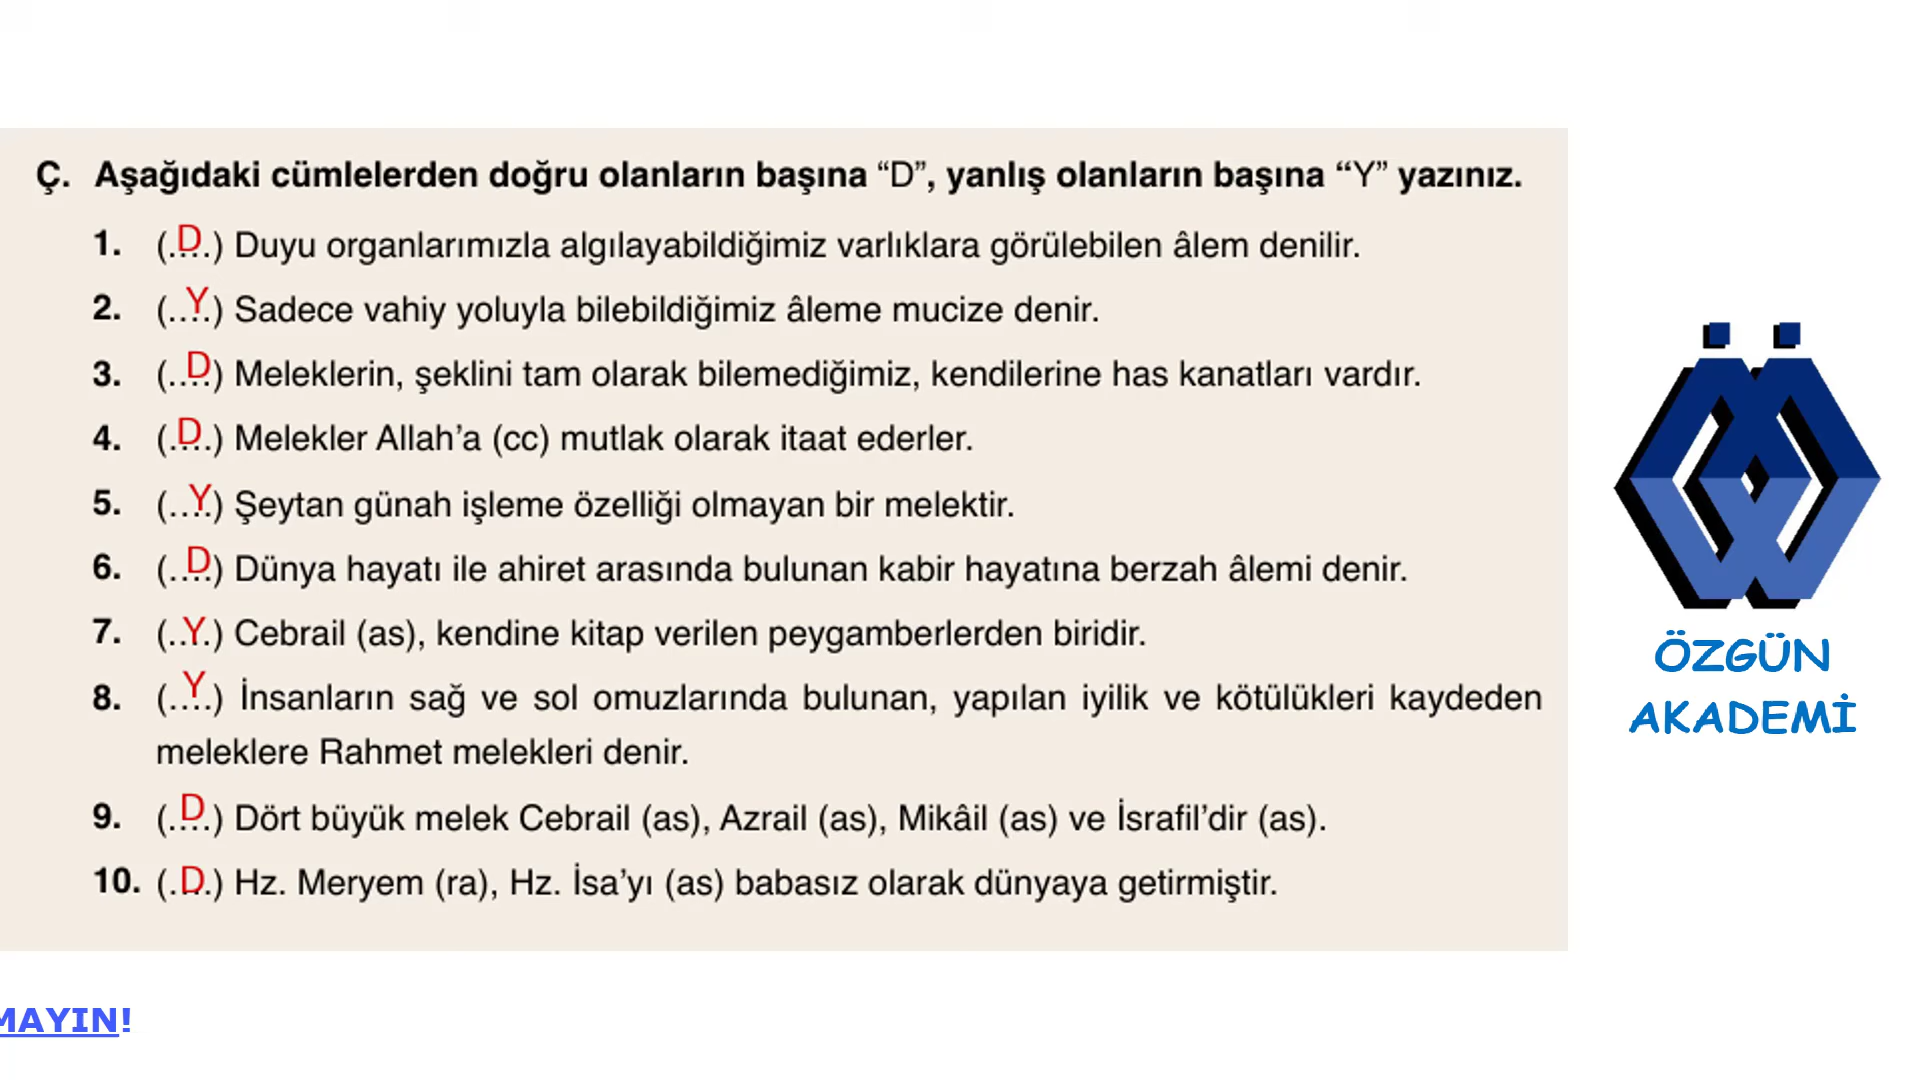 Ç. Aşağıdaki cümlelerden doğru olanların başına “D”, yanlış olanların başına “Y” yazınız.
1. (.D..) Duyu organlarımızla algılayabildiğimiz varlıklara görülebilen âlem denilir.
2. (..Y.) Sadece vahiy yoluyla bilebildiğimiz âleme mucize denir.
3. (..D.) Meleklerin, şeklini tam olarak bilemediğimiz, kendilerine has kanatları vardır.
4. (.D..) Melekler Allah’a (cc) mutlak olarak itaat ederler.
5. (..Y.) Şeytan günah işleme özelliği olmayan bir melektir.
6. (..D.) Dünya hayatı ile ahiret arasında bulunan kabir hayatına berzah âlemi denir.
7. (..Y.) Cebrail (as), kendine kitap verilen peygamberlerden biridir.
8. (..Y.) İnsanların sağ ve sol omuzlarında bulunan, yapılan iyilik ve kötülükleri kaydeden
meleklere Rahmet melekleri denir.
9. (.D..) Dört büyük melek Cebrail (as), Azrail (as), Mikâil (as) ve İsrafil’dir (as).
10. (.D..) Hz. Meryem (ra), Hz. İsa’yı (as) babasız olarak dünyaya getirmiştir.
ÖZGÜN
AKADEMİ
MAYIN!